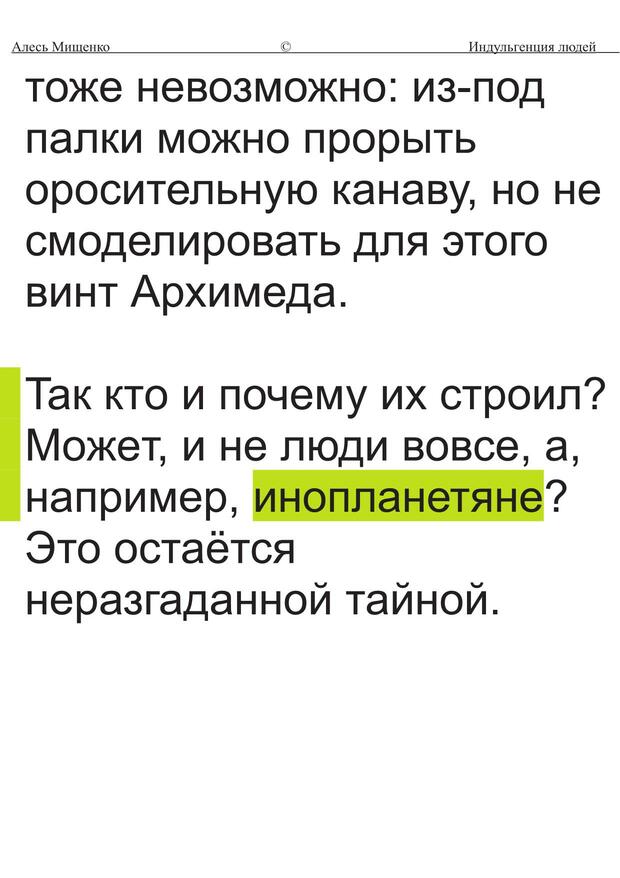 Алесь Мищенко © Индульгенция людей
тоже невозможно: из-под
палки можно прорыть
оросительную канаву, но не
смоделировать для этого
винт Архимеда.
Так кто и почему их строил?
Может, и не люди вовсе, а,
например, инопланетяне?
Это остаётся
неразгаданной тайной.